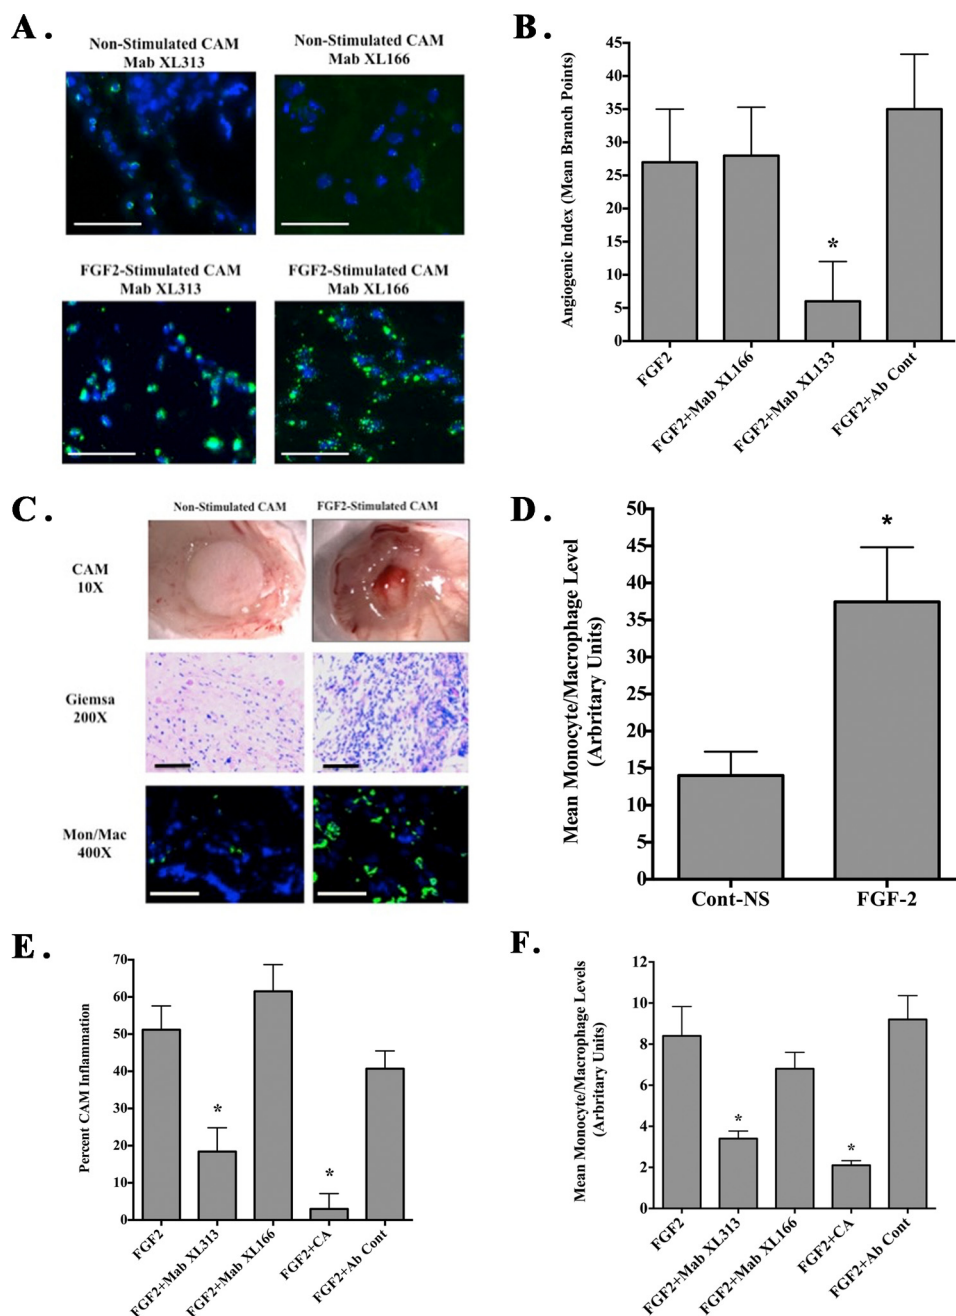 A.
Non-Stimulated CAM
Mab XL313
Non-Stimulated CAM
Mab XL166
FGF2-Stimulated CAM
Mab XL313
FGF2-Stimulated CAM
Mab XL166
B.
Angiogenic Index (Mean Branch Points)
45
40
35
30
25
20
15
10
5
0
*
FGF2
FGF2+Mab XL166
FGF2+Mab XL133
FGF2+Ab Cont
C.
Non-Stimulated CAM
FGF2-Stimulated CAM
CAM
10X
Giemsa
200X
Mon/Mac
400X
D.
Mean Monocyte/Macrophage Level
(Arbritary Units)
50
45
40
35
30
25
20
15
10
5
0
*
Cont-NS
FGF-2
E.
Percent CAM Inflammation
70
60
50
40
30
20
10
0
*
*
FGF2
FGF2+Mab XL313
FGF2+Mab XL166
FGF2+CA
FGF2+Ab Cont
F.
Mean Monocyte/Macrophage Levels
(Arbritary Units)
12
10
8
6
4
2
0
*
*
FGF2
FGF2+Mab XL313
FGF2+Mab XL166
FGF2+CA
FGF2+Ab Cont